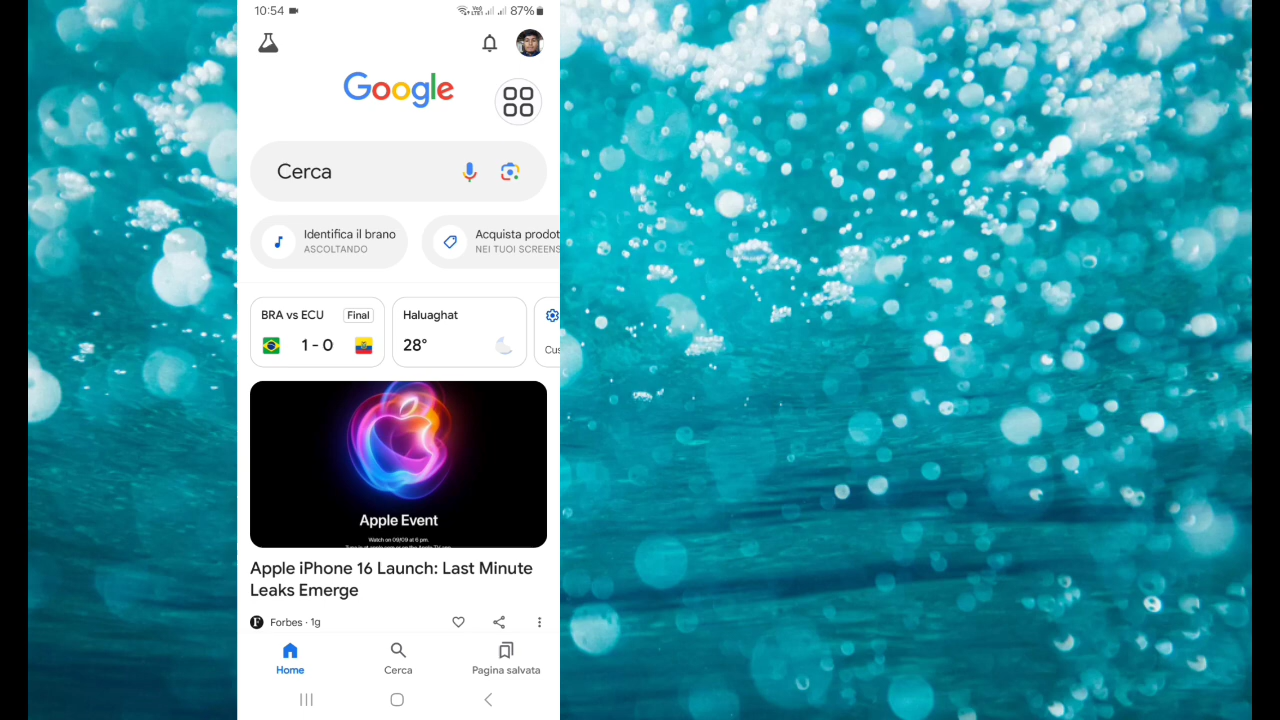 10:54
87%
Google
Cerca
Identifica il brano
ASCOLTANDO
Acquista prodot
NEI TUOI SCREENS
BRA vs ECU
Final
1 - 0
Haluaghat
28°
Cus
Apple Event
Watch on 09/09 at 6 pm.
Apple iPhone 16 Launch: Last Minute
Leaks Emerge
Forbes · 1g
Home
Cerca
Pagina salvata